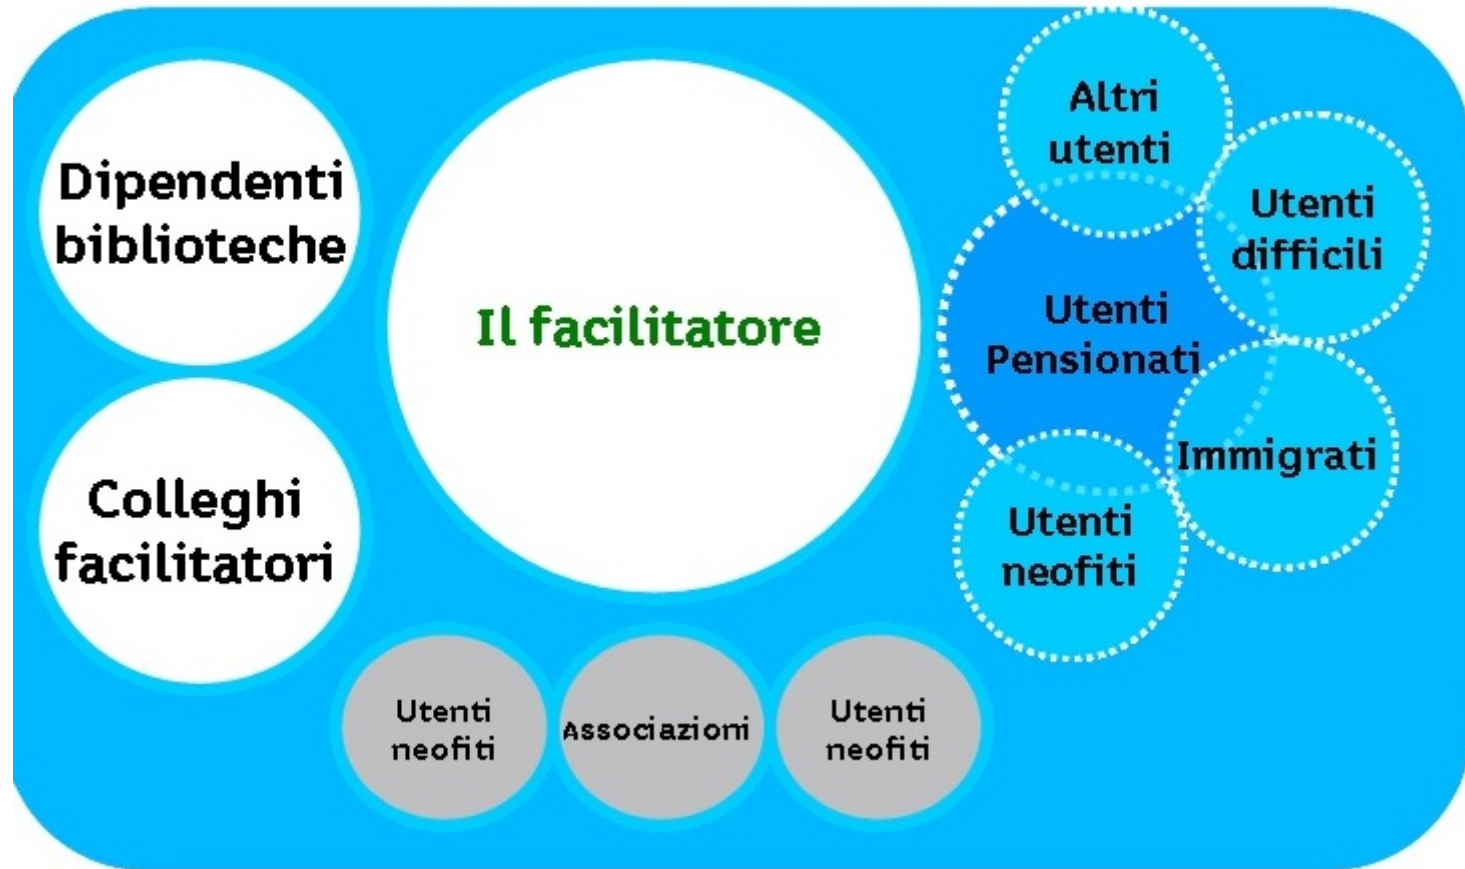 Dipendenti
biblioteche
Colleghi
facilitatori
Il facilitatore
Altri
utenti
Utenti
difficili
Utenti
Pensionati
Immigrati
Utenti
neofiti
Utenti
neofiti
Associazioni
Utenti
neofiti